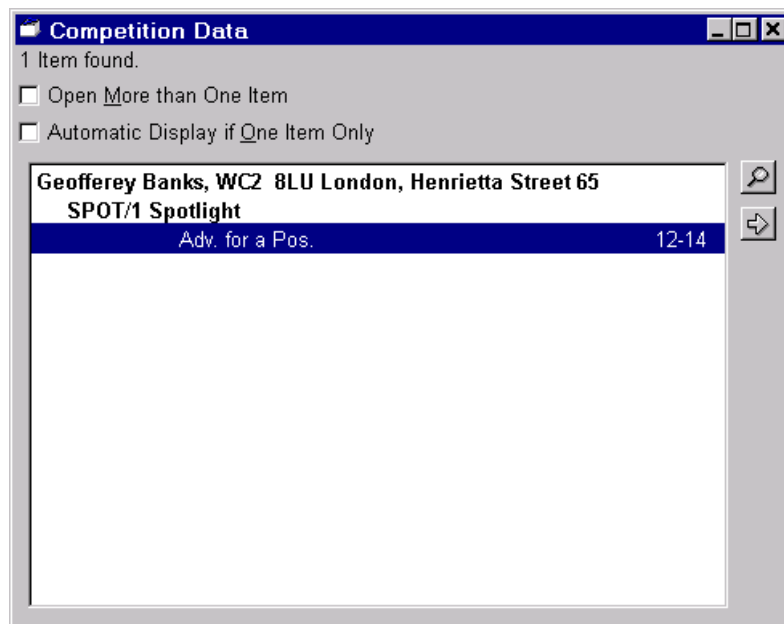 Competition Data
1 Item found.
Open More than One Item
Automatic Display if One Item Only
Geofferey Banks, WC2  8LU London, Henrietta Street 65
SPOT/1 Spotlight
Adv. for a Pos. 12-14